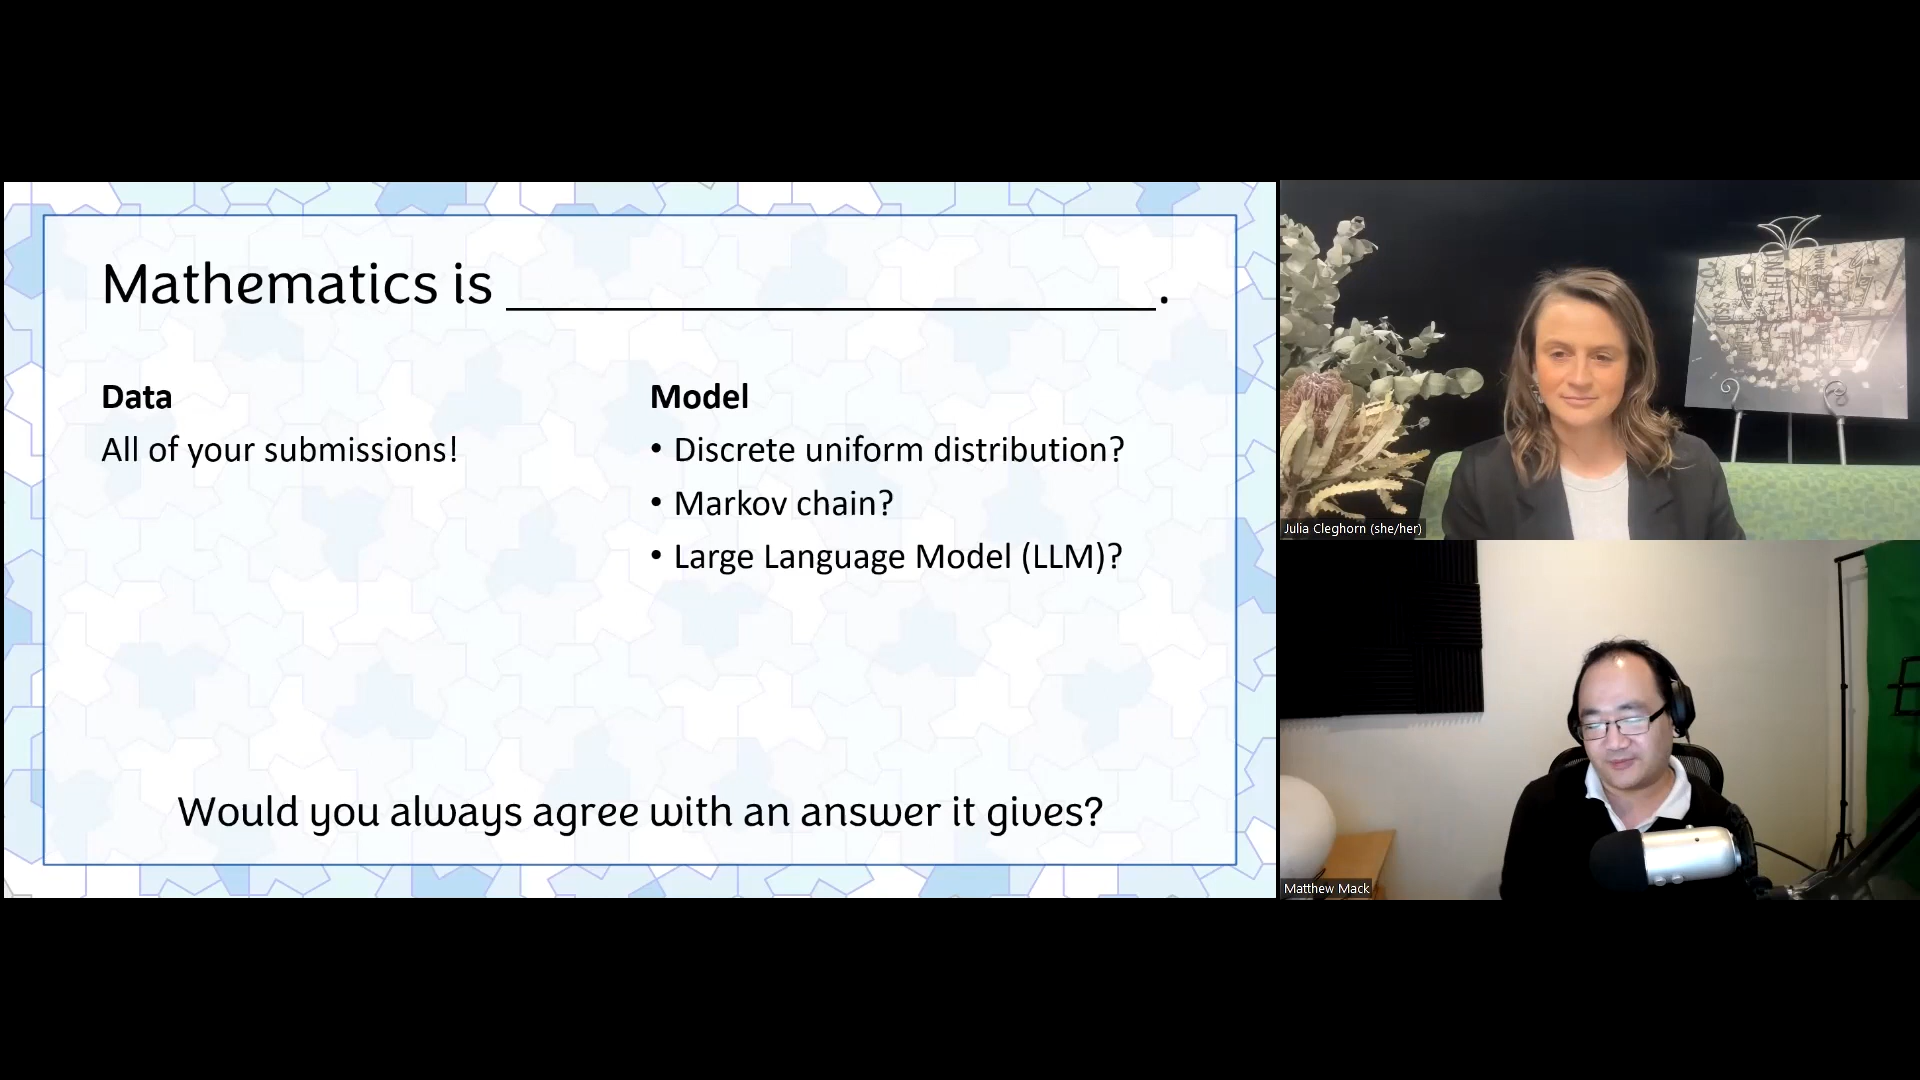 Mathematics is ______________________.
Data
All of your submissions!
Model
• Discrete uniform distribution?
• Markov chain?
• Large Language Model (LLM)?
Would you always agree with an answer it gives?
Julia Cleghorn (she/her)
Matthew Mack